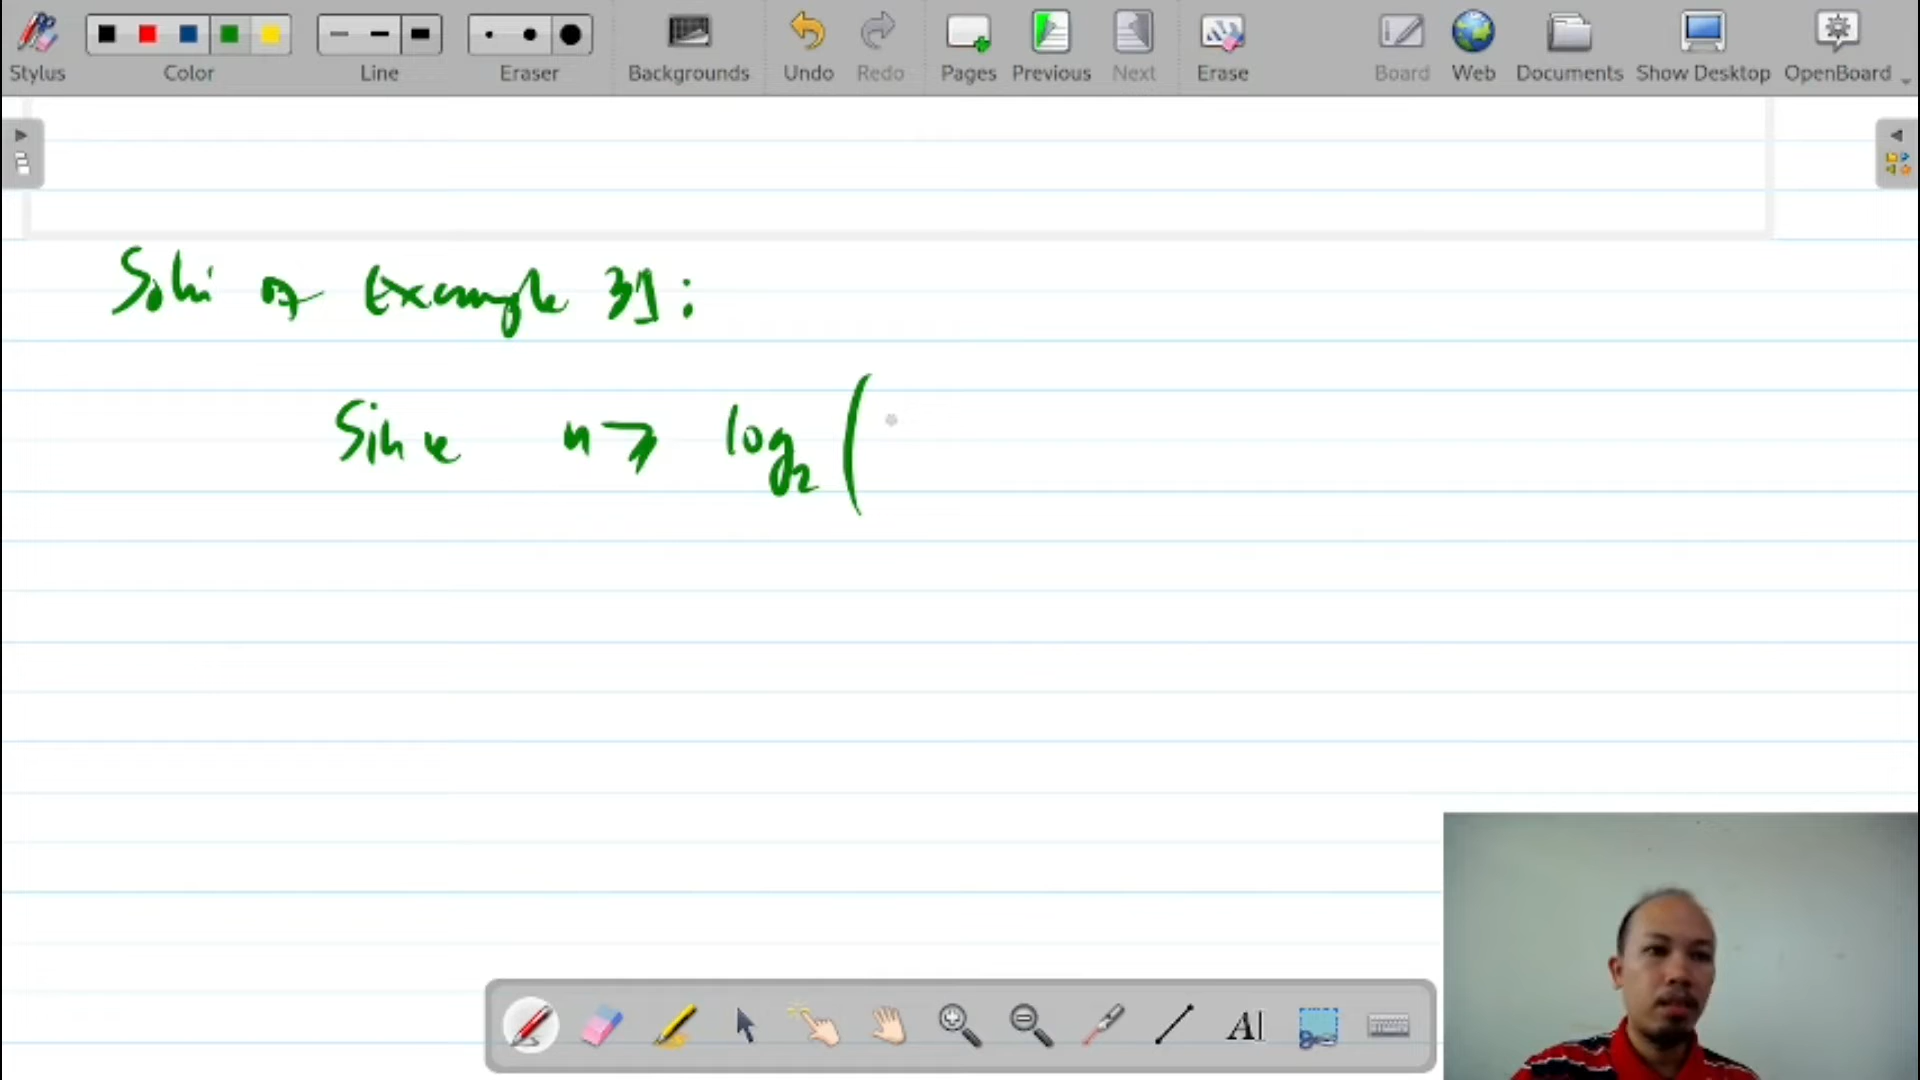 Stylus Color Line Eraser Backgrounds Undo Redo Pages Previous Next Erase Board Web Documents Show Desktop OpenBoard
Soln of Example 31:
Since n ≥ log₂ (
AI